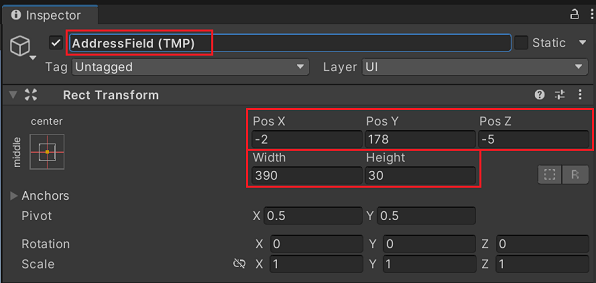 Inspector
AddressField (TMP) Static
Tag Untagged Layer UI
Rect Transform
center
middle
Pos X Pos Y Pos Z
-2 178 -5
Width Height
390 30
R
Anchors
Pivot X 0.5 Y 0.5
Rotation X 0 Y 0 Z 0
Scale X 1 Y 1 Z 1